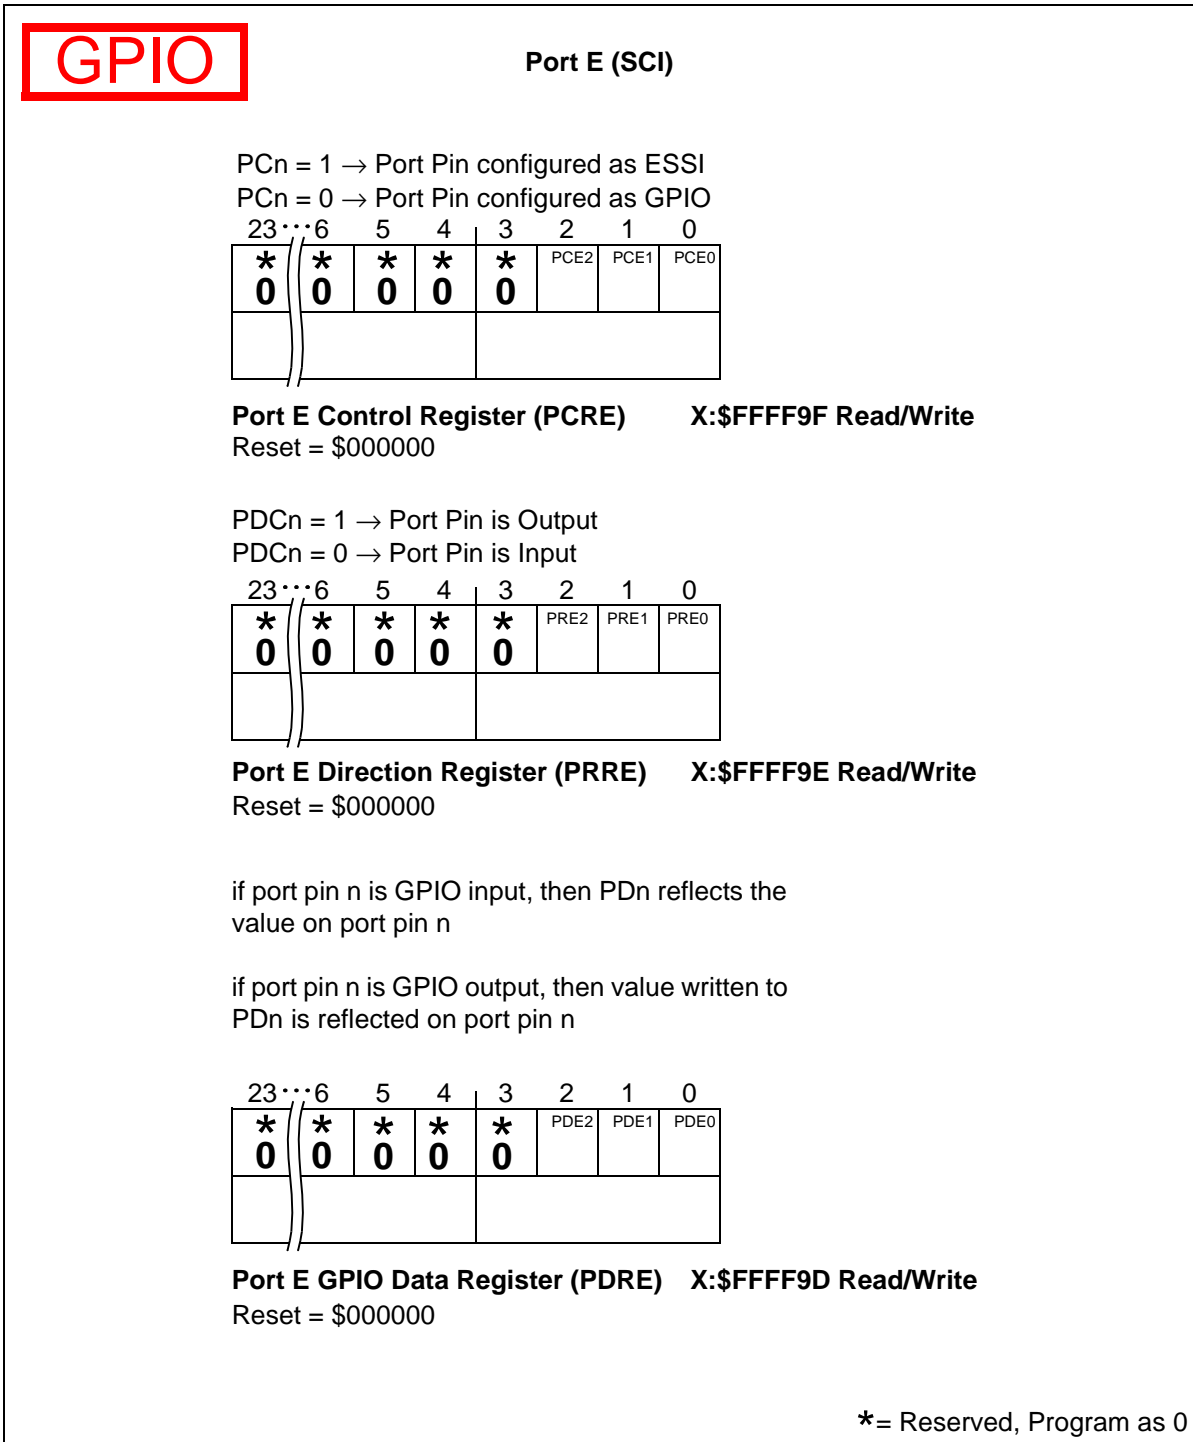 GPIO
Port E (SCI)
PCn = 1 → Port Pin configured as ESSI
PCn = 0 → Port Pin configured as GPIO
23 ··· 6 5 4 3 2 1 0
* * * * * PCE2 PCE1 PCE0
0 0 0 0 0
Port E Control Register (PCRE) X:$FFFF9F Read/Write
Reset = $000000
PDCn = 1 → Port Pin is Output
PDCn = 0 → Port Pin is Input
23 ··· 6 5 4 3 2 1 0
* * * * * PRE2 PRE1 PRE0
0 0 0 0 0
Port E Direction Register (PRRE) X:$FFFF9E Read/Write
Reset = $000000
if port pin n is GPIO input, then PDn reflects the
value on port pin n
if port pin n is GPIO output, then value written to
PDn is reflected on port pin n
23 ··· 6 5 4 3 2 1 0
* * * * * PDE2 PDE1 PDE0
0 0 0 0 0
Port E GPIO Data Register (PDRE) X:$FFFF9D Read/Write
Reset = $000000
* = Reserved, Program as 0